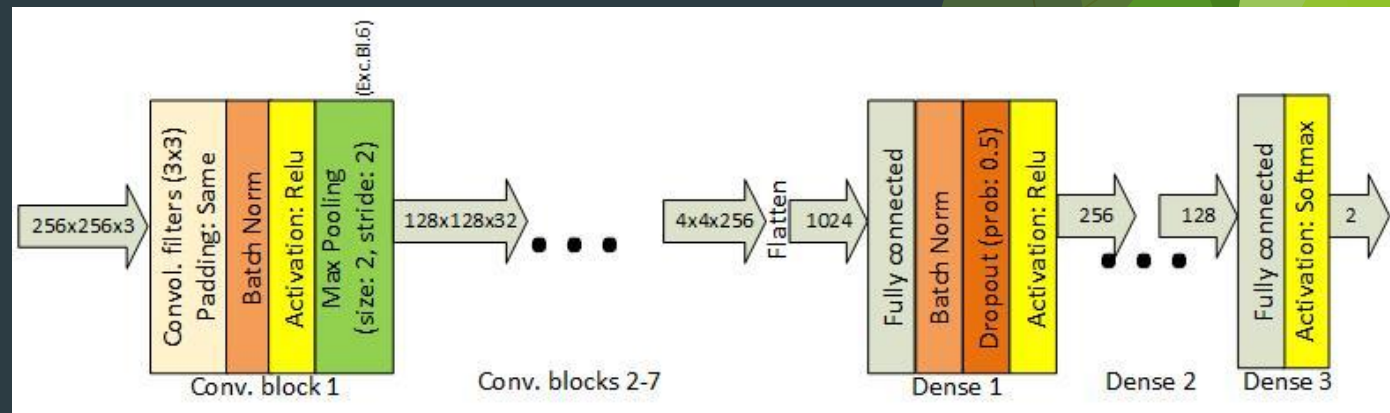 (Exc.Bl.6)
256x256x3
Convol. filters (3x3)
Padding: Same
Batch Norm
Activation: Relu
Max Pooling
(size: 2, stride: 2)
128x128x32
4x4x256
Flatten
1024
Fully connected
Batch Norm
Dropout (prob: 0.5)
Activation: Relu
256
128
Fully connected
Activation: Softmax
2
Conv. block 1
Conv. blocks 2-7
Dense 1
Dense 2
Dense 3